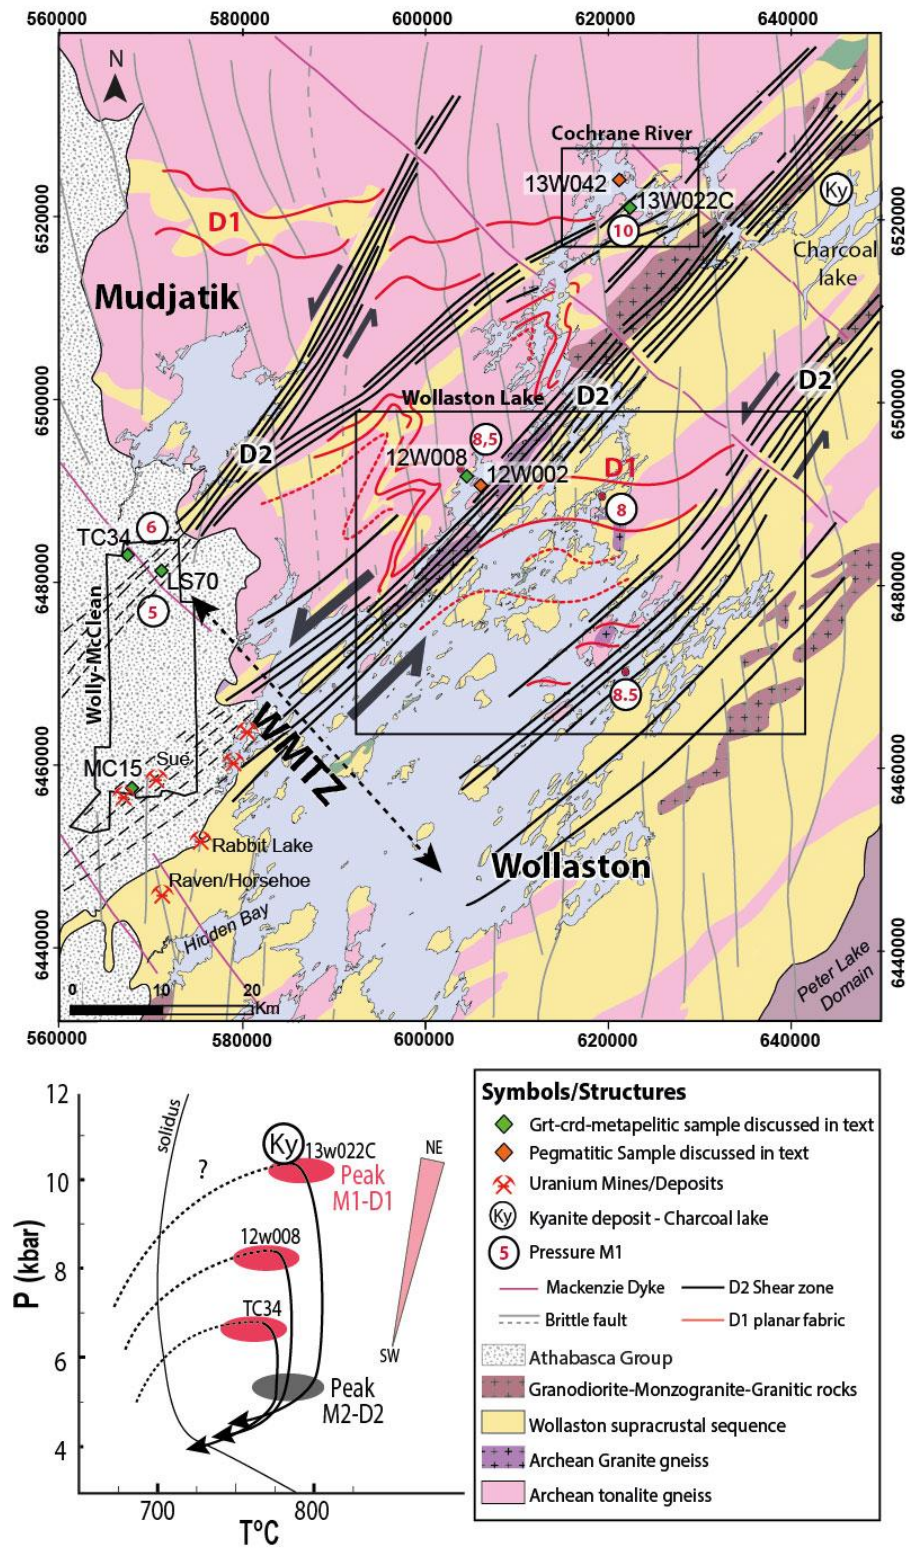 560000 580000 600000 620000 640000
N
Cochrane River
13W042
13W022C
10
Ky
6520000
6520000
D1
Charcoal
lake
Mudjatik
6500000
6500000
D2
Wollaston Lake
D2
8,5
D2
12W008
12W002
D1
6
8
TC34
LS70
6480000
6480000
5
Wolly-McClean
8.5
WMTZ
6460000
6460000
Sue
MC15
Rabbit Lake
Wollaston
Raven/Horsehoe
Hidden Bay
6440000
6440000
Peter Lake
Domain
0 10 20
Km
560000 580000 600000 620000 640000
12
solidus
Ky
13w022C
NE
?
Peak
M1-D1
10
12w008
8
P (kbar)
TC34
SW
6
Peak
M2-D2
4
700 800
T°C
Symbols/Structures
Grt-crd-metapelitic sample discussed in text
Pegmatitic Sample discussed in text
Uranium Mines/Deposits
Ky Kyanite deposit - Charcoal lake
5 Pressure M1
Mackenzie Dyke D2 Shear zone
Brittle fault D1 planar fabric
Athabasca Group
Granodiorite-Monzogranite-Granitic rocks
Wollaston supracrustal sequence
Archean Granite gneiss
Archean tonalite gneiss